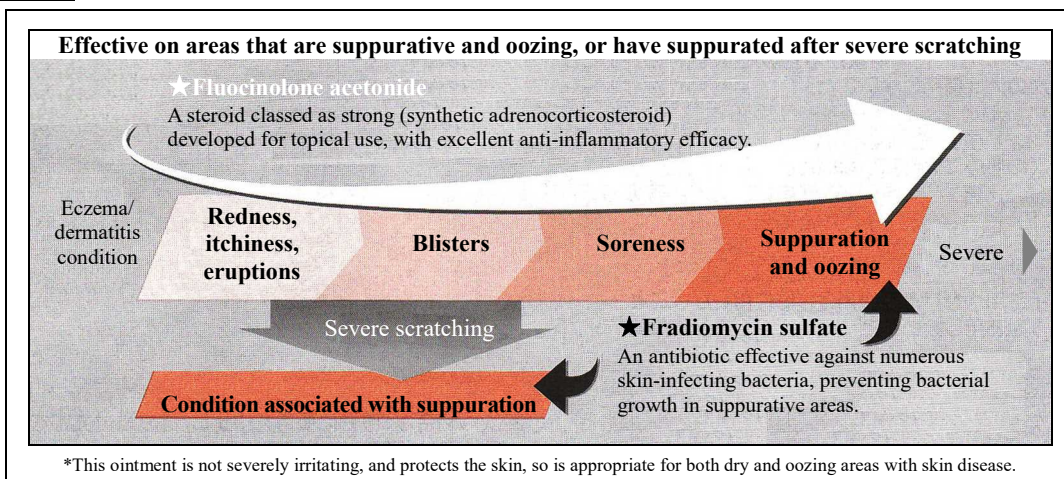 Effective on areas that are suppurative and oozing, or have suppurated after severe scratching
★Fluocinolone acetonide
A steroid classed as strong (synthetic adrenocorticosteroid)
developed for topical use, with excellent anti-inflammatory efficacy.
Eczema/
dermatitis
condition
Redness,
itchiness,
eruptions
Blisters
Soreness
Suppuration
and oozing
Severe
Severe scratching
★Fradiomycin sulfate
An antibiotic effective against numerous
skin-infecting bacteria, preventing bacterial
growth in suppurative areas.
Condition associated with suppuration
*This ointment is not severely irritating, and protects the skin, so is appropriate for both dry and oozing areas with skin disease.